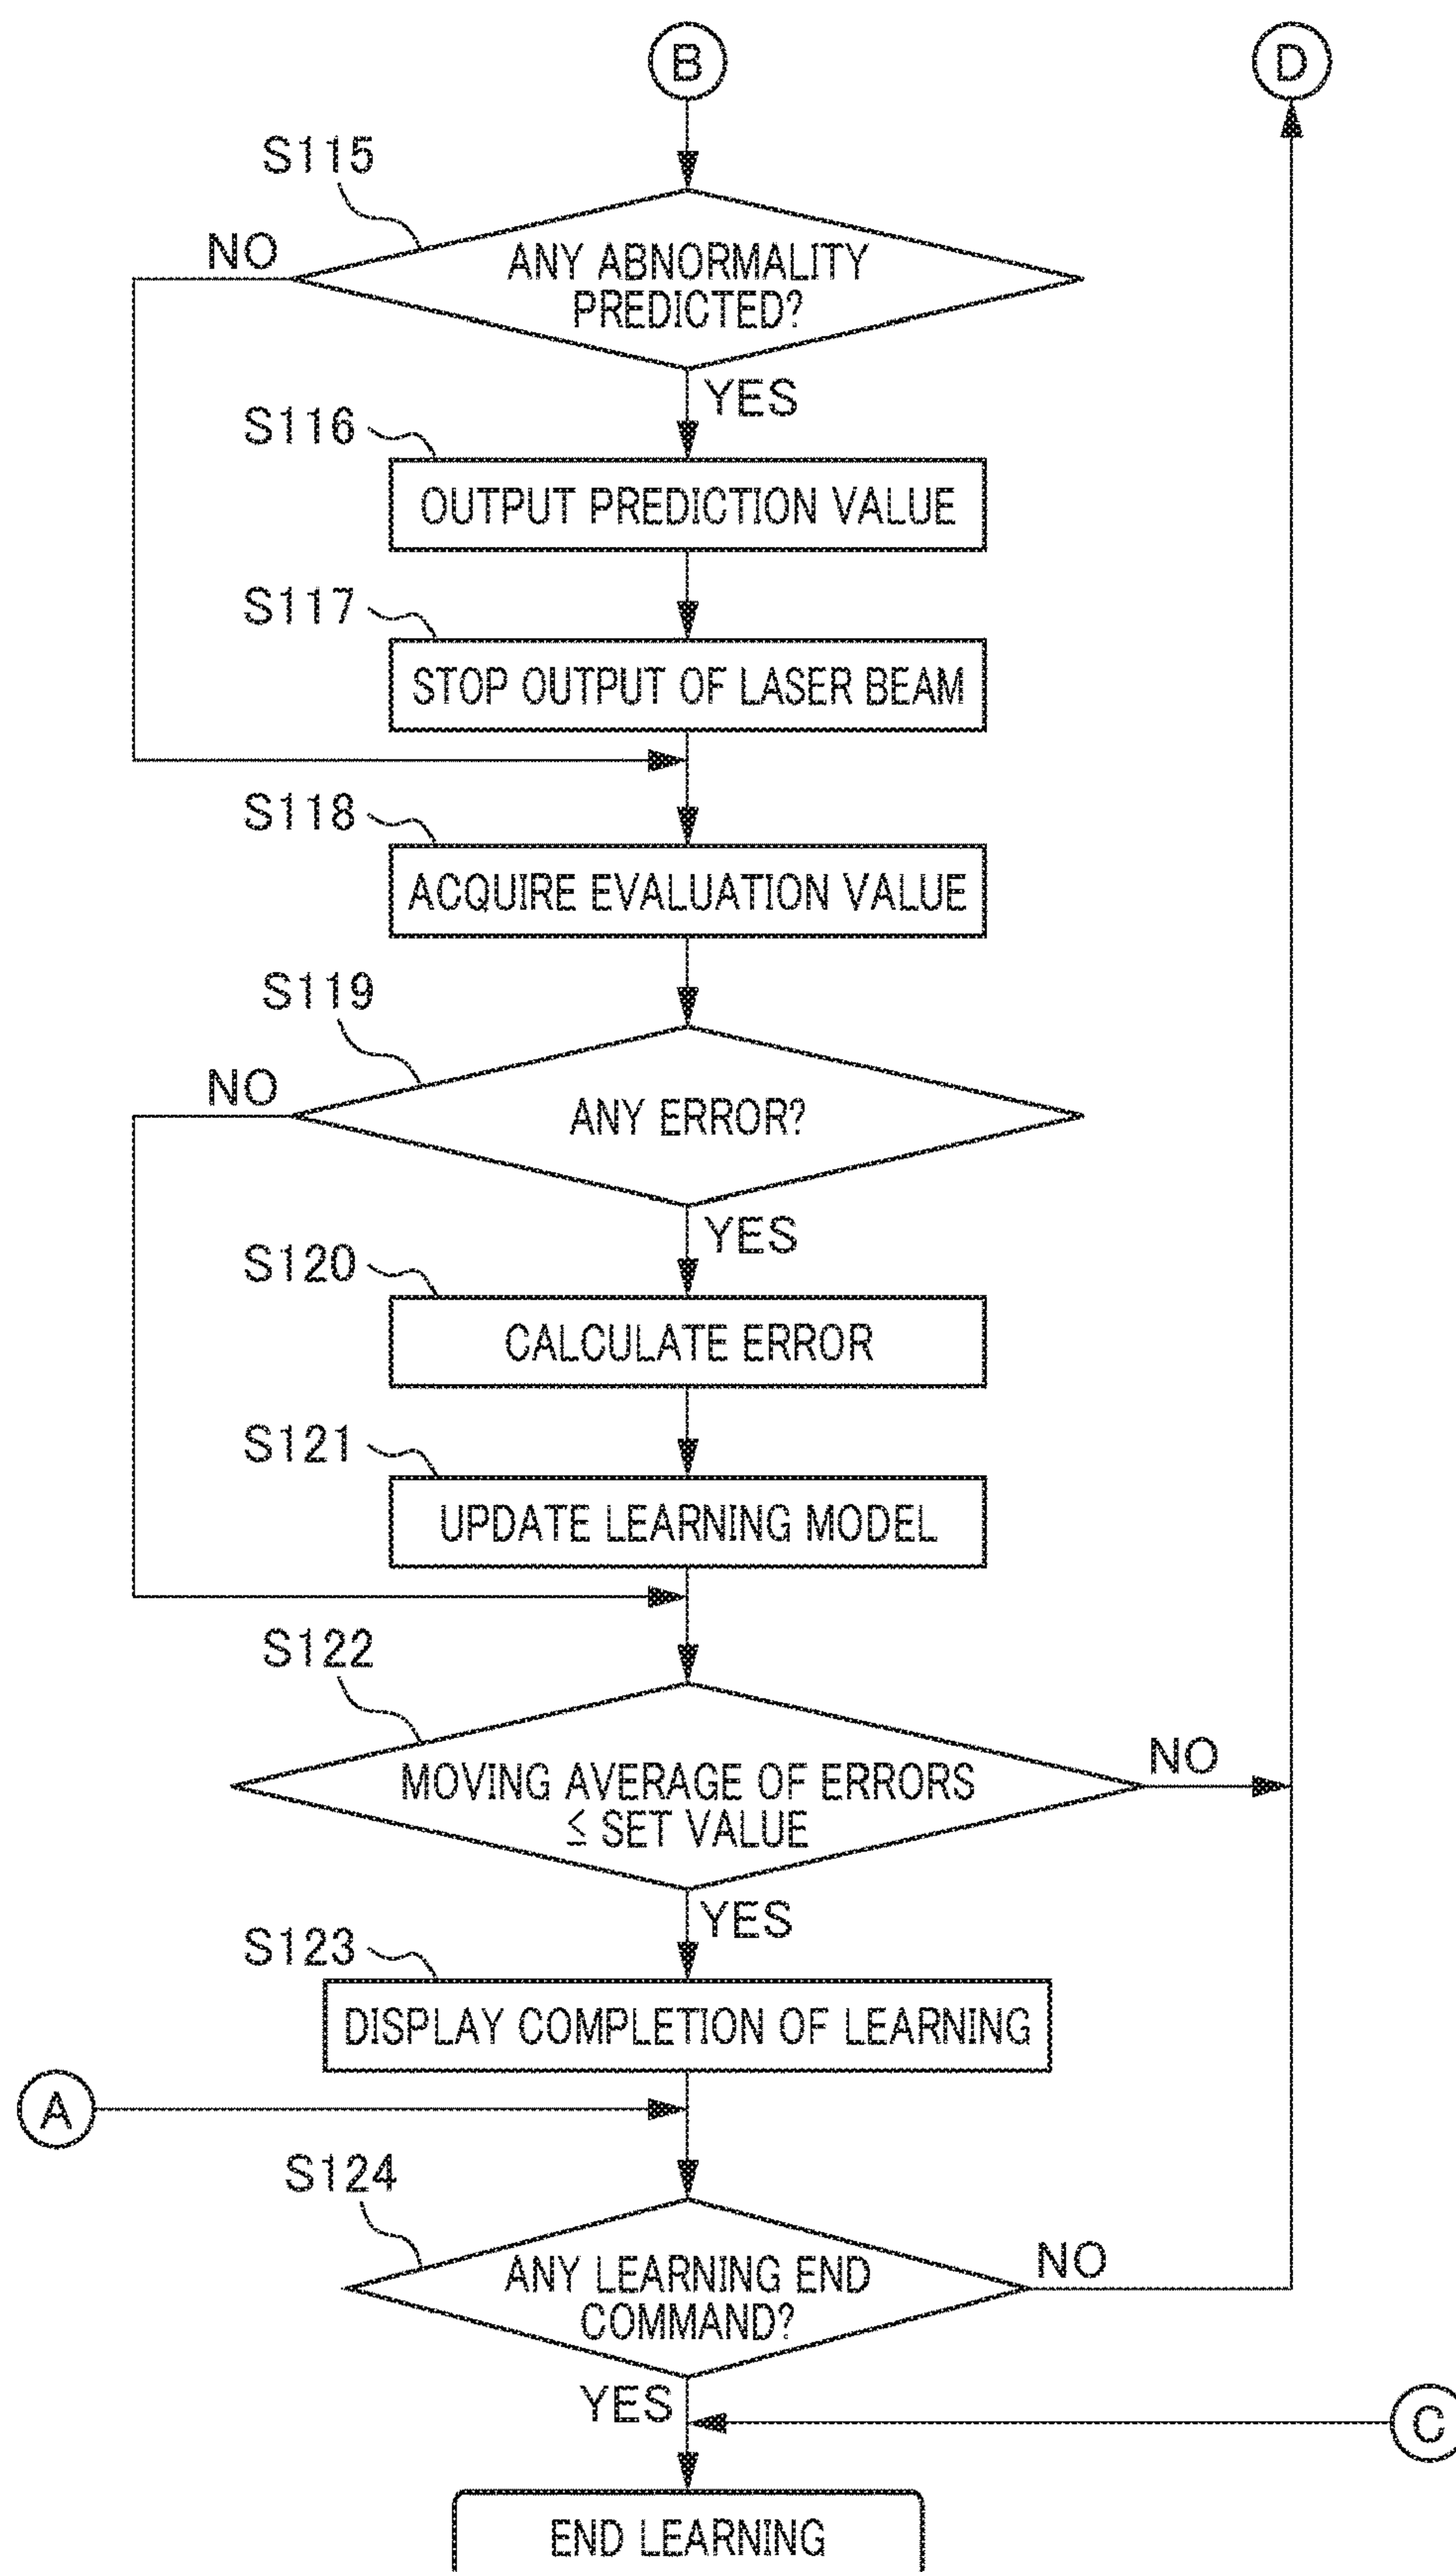 B
D
S115
NO
ANY ABNORMALITY
PREDICTED?
YES
S116
OUTPUT PREDICTION VALUE
S117
STOP OUTPUT OF LASER BEAM
S118
ACQUIRE EVALUATION VALUE
S119
NO
ANY ERROR?
YES
S120
CALCULATE ERROR
S121
UPDATE LEARNING MODEL
S122
MOVING AVERAGE OF ERRORS
≤ SET VALUE
NO
YES
S123
DISPLAY COMPLETION OF LEARNING
A
S124
ANY LEARNING END
COMMAND?
NO
YES
C
END LEARNING